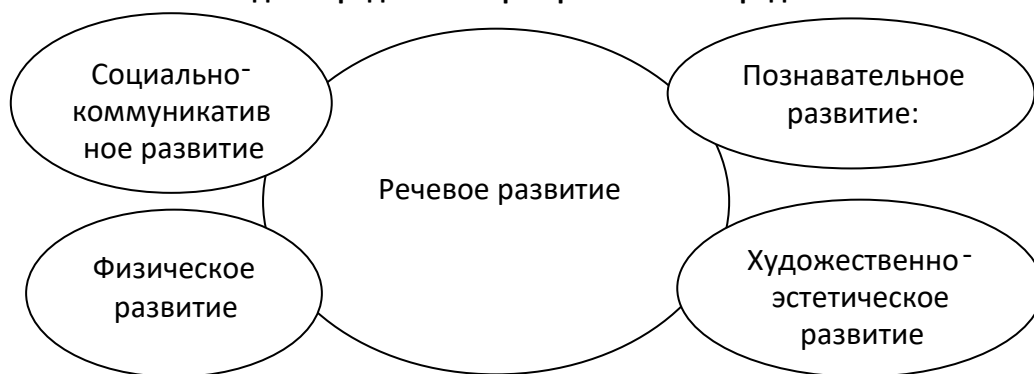 Социально-
коммуникатив
ное развитие
Познавательное
развитие:
Речевое развитие
Физическое
развитие
Художественно-
эстетическое
развитие